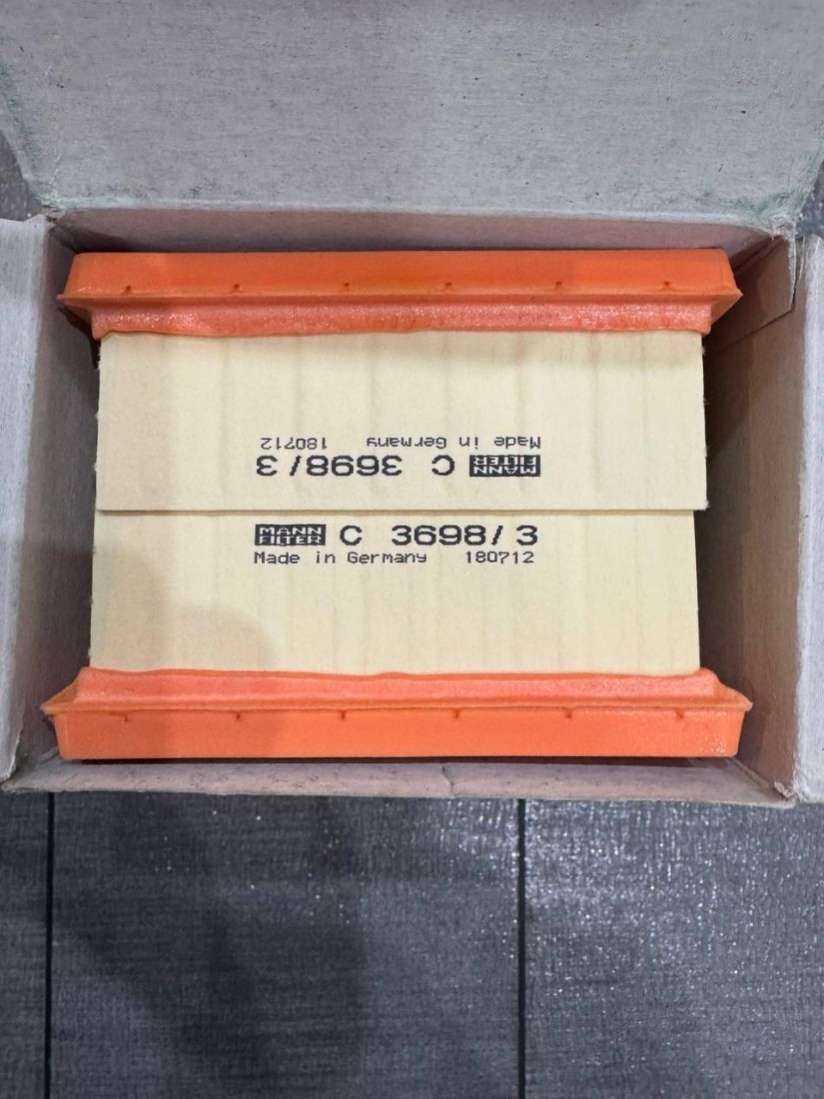 MANN FILTER C 3698/3
Made in Germany 180712
MANN FILTER C 3698/3
Made in Germany 180712